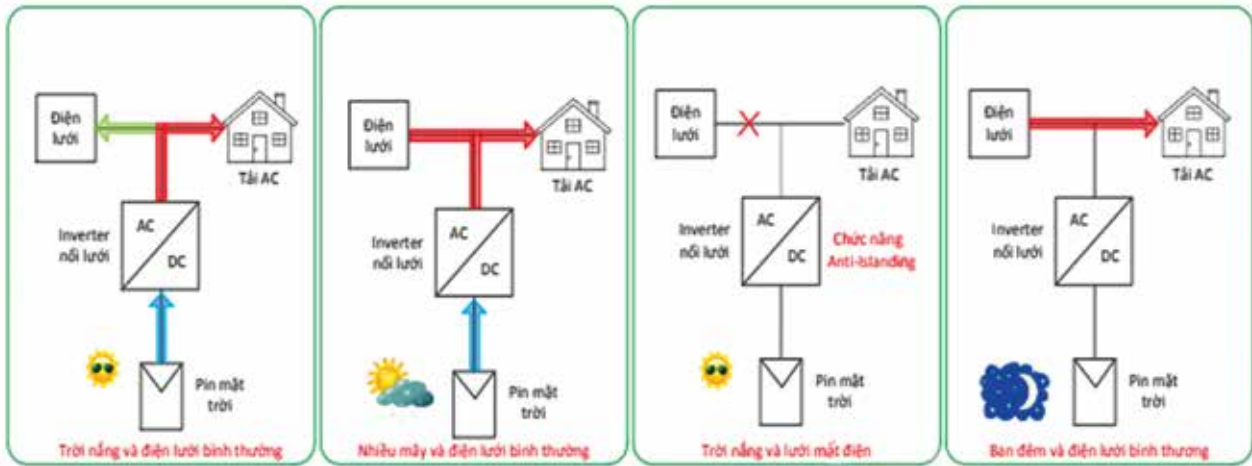 Điện
lưới
Tải AC
AC
DC
Inverter
nối lưới
Pin mặt
trời
Trời nắng và điện lưới bình thường
Điện
lưới
Tải AC
AC
DC
Inverter
nối lưới
Pin mặt
trời
Nhiều mây và điện lưới bình thường
Điện
lưới
Tải AC
AC
DC
Inverter
nối lưới
Chức năng
Anti-Islanding
Pin mặt
trời
Trời nắng và lưới mất điện
Điện
lưới
Tải AC
AC
DC
Inverter
nối lưới
Pin mặt
trời
Ban đêm và điện lưới bình thương